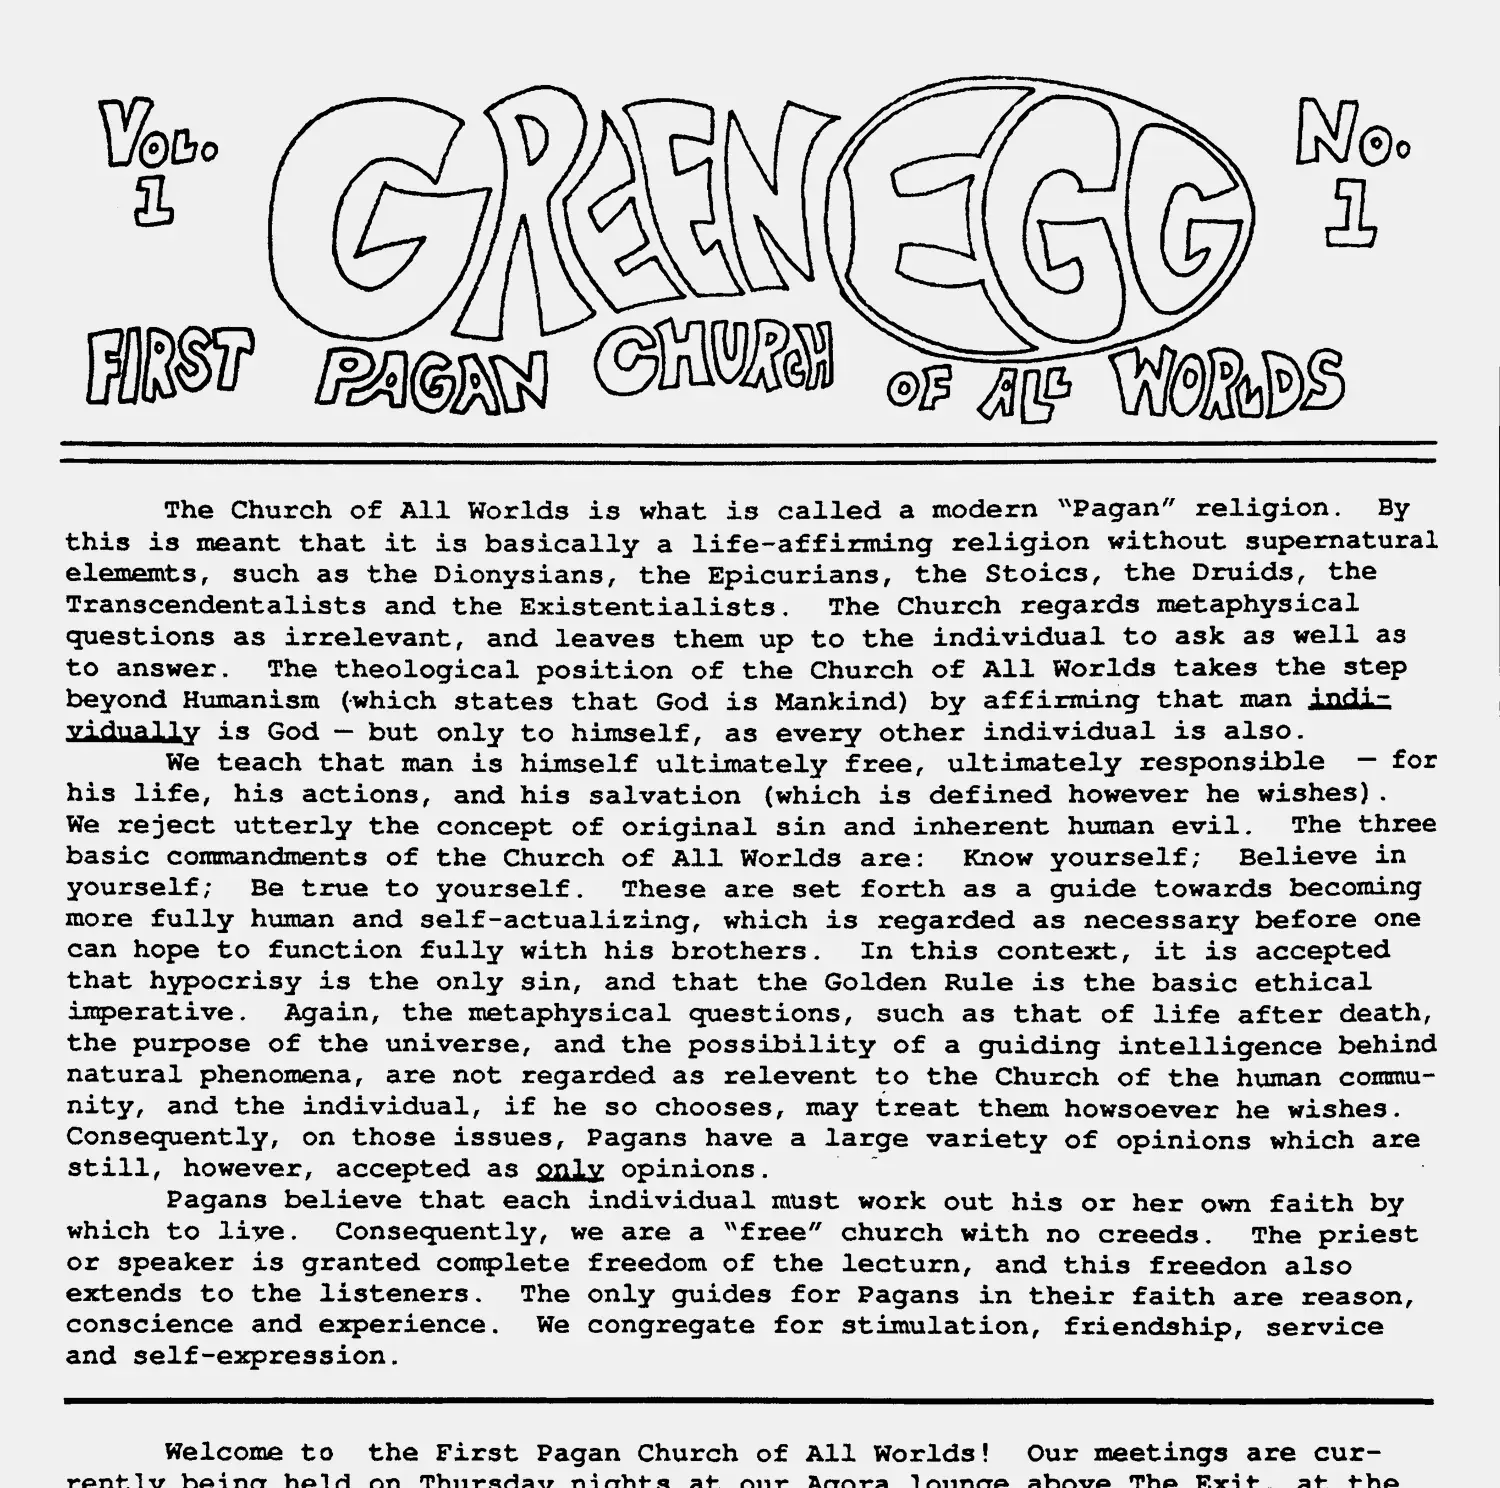 VOL. 1
GREEN EGG
NO. 1
FIRST PAGAN CHURCH OF ALL WORLDS
The Church of All Worlds is what is called a modern "Pagan" religion. By
this is meant that it is basically a life-affirming religion without supernatural
elememts, such as the Dionysians, the Epicurians, the Stoics, the Druids, the
Transcendentalists and the Existentialists. The Church regards metaphysical
questions as irrelevant, and leaves them up to the individual to ask as well as
to answer. The theological position of the Church of All Worlds takes the step
beyond Humanism (which states that God is Mankind) by affirming that man indi-
vidually is God — but only to himself, as every other individual is also.
We teach that man is himself ultimately free, ultimately responsible — for
his life, his actions, and his salvation (which is defined however he wishes).
We reject utterly the concept of original sin and inherent human evil. The three
basic commandments of the Church of All Worlds are: Know yourself; Believe in
yourself; Be true to yourself. These are set forth as a guide towards becoming
more fully human and self-actualizing, which is regarded as necessary before one
can hope to function fully with his brothers. In this context, it is accepted
that hypocrisy is the only sin, and that the Golden Rule is the basic ethical
imperative. Again, the metaphysical questions, such as that of life after death,
the purpose of the universe, and the possibility of a guiding intelligence behind
natural phenomena, are not regarded as relevent to the Church of the human commu-
nity, and the individual, if he so chooses, may treat them howsoever he wishes.
Consequently, on those issues, Pagans have a large variety of opinions which are
still, however, accepted as only opinions.
Pagans believe that each individual must work out his or her own faith by
which to live. Consequently, we are a "free" church with no creeds. The priest
or speaker is granted complete freedom of the lecturn, and this freedon also
extends to the listeners. The only guides for Pagans in their faith are reason,
conscience and experience. We congregate for stimulation, friendship, service
and self-expression.
Welcome to the First Pagan Church of All Worlds! Our meetings are cur-
rently being held on Thursday nights at our Agora lounge above The Exit, at the